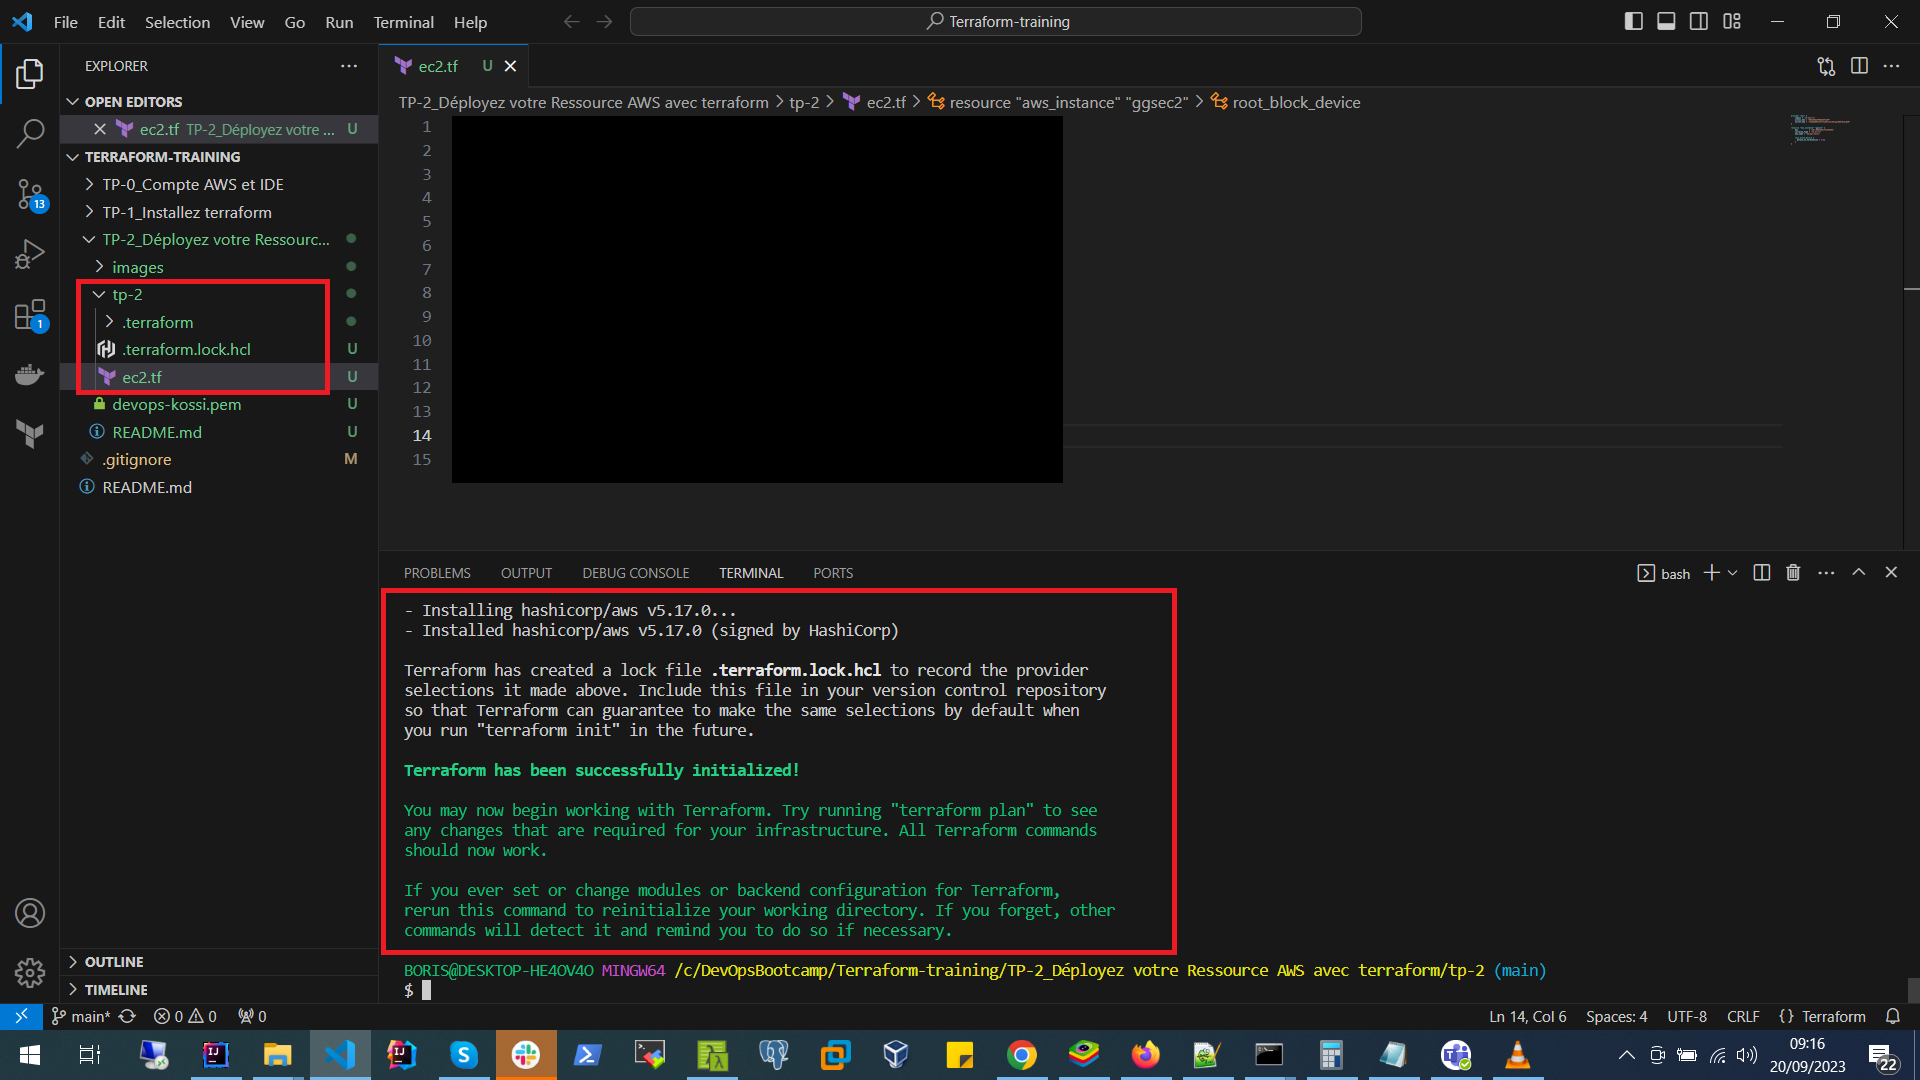 File Edit Selection View Go Run Terminal Help
Terraform-training
EXPLORER
OPEN EDITORS
ec2.tf TP-2_Déployez votre ... U
TERRAFORM-TRAINING
TP-0_Compte AWS et IDE
TP-1_Installez terraform
TP-2_Déployez votre Ressourc...
images
tp-2
.terraform
.terraform.lock.hcl U
ec2.tf U
devops-kossi.pem U
README.md U
.gitignore M
README.md
OUTLINE
TIMELINE
13
1
ec2.tf U
TP-2_Déployez votre Ressource AWS avec terraform > tp-2 > ec2.tf > resource "aws_instance" "ggsec2" > root_block_device
1
2
3
4
5
6
7
8
9
10
11
12
13
14
15
PROBLEMS OUTPUT DEBUG CONSOLE TERMINAL PORTS
bash
- Installing hashicorp/aws v5.17.0...
- Installed hashicorp/aws v5.17.0 (signed by HashiCorp)
Terraform has created a lock file .terraform.lock.hcl to record the provider
selections it made above. Include this file in your version control repository
so that Terraform can guarantee to make the same selections by default when
you run "terraform init" in the future.
Terraform has been successfully initialized!
You may now begin working with Terraform. Try running "terraform plan" to see
any changes that are required for your infrastructure. All Terraform commands
should now work.
If you ever set or change modules or backend configuration for Terraform,
rerun this command to reinitialize your working directory. If you forget, other
commands will detect it and remind you to do so if necessary.
BORIS@DESKTOP-HE4OV4O MINGW64 /c/DevOpsBootcamp/Terraform-training/TP-2_Déployez votre Ressource AWS avec terraform/tp-2 (main)
$
main* 0 0 0
Ln 14, Col 6 Spaces: 4 UTF-8 CRLF {} Terraform
09:16
20/09/2023
22